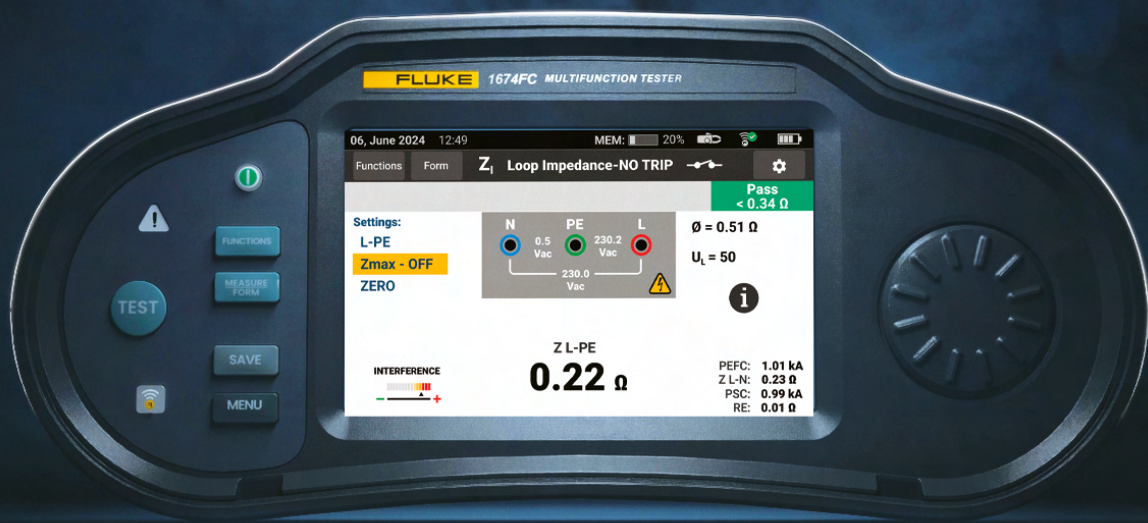 FLUKE 1674FC MULTIFUNCTION TESTER
06, June 2024 12:49 MEM: 20%
Functions Form ZI Loop Impedance-NO TRIP
Pass
< 0.34 Ω
Settings:
L-PE
Zmax - OFF
ZERO
N PE L
0.5 Vac
230.2 Vac
230.0 Vac
Ø = 0.51 Ω
UL = 50
i
Z L-PE
0.22 Ω
INTERFERENCE
- +
PEFC: 1.01 kA
Z L-N: 0.23 Ω
PSC: 0.99 kA
RE: 0.01 Ω
FUNCTIONS
MEASURE
FORM
TEST
SAVE
MENU